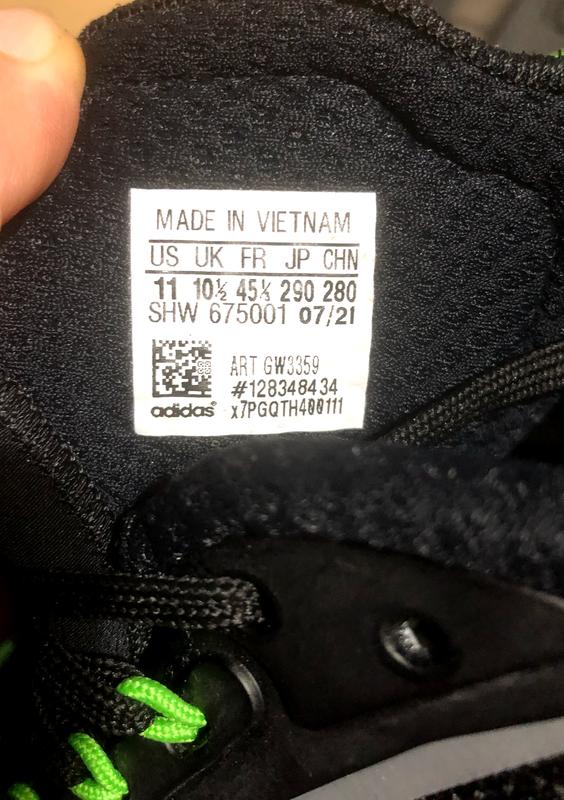 MADE IN VIETNAM
US UK FR JP CHN
11 10½ 45⅓ 290 280
SHW 675001 07/21
ART GW3359
#128348434
adidas® x7PGQTH400111